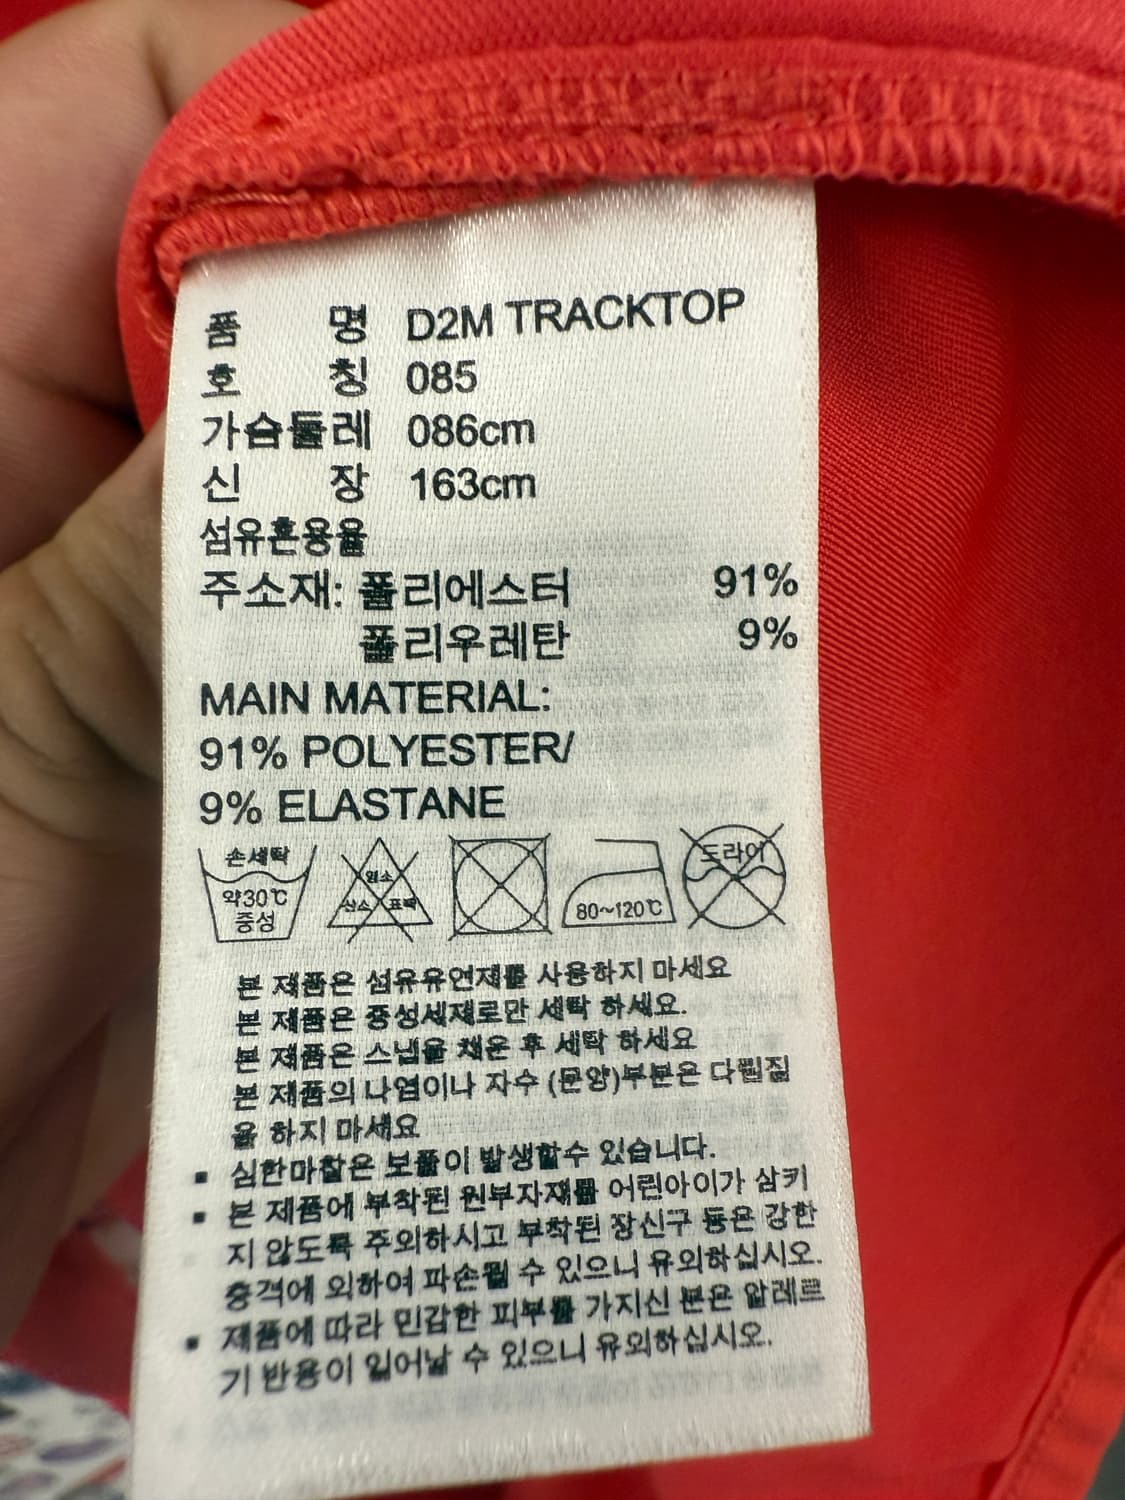 품 명 D2M TRACKTOP
호 칭 085
가슴둘레 086cm
신 장 163cm
섬유혼용율
주소재: 폴리에스터 91%
폴리우레탄 9%
MAIN MATERIAL:
91% POLYESTER/
9% ELASTANE
손세탁
약30℃
중성
염소
산소 표백
80~120℃
드라이
본 제품은 섬유유연제를 사용하지 마세요
본 제품은 중성세제로만 세탁 하세요.
본 제품은 스냅을 채운 후 세탁 하세요
본 제품의 나염이나 자수 (문양)부분은 다림질
을 하지 마세요
▪ 심한마찰은 보풀이 발생할수 있습니다.
▪ 본 제품에 부착된 원부자재를 어린아이가 삼키
지 않도록 주의하시고 부착된 장신구 등은 강한
충격에 의하여 파손될 수 있으니 유의하십시오.
▪ 제품에 따라 민감한 피부를 가지신 분은 알레르
기 반응이 일어날 수 있으니 유의하십시오.